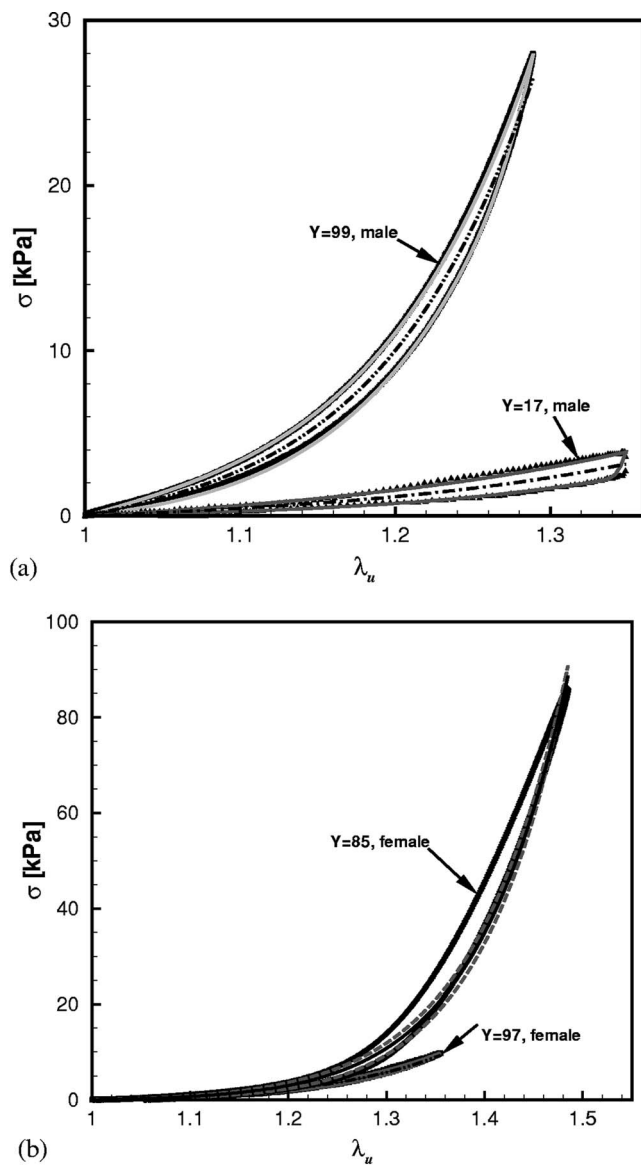 30
20
10
0
σ [kPa]
Y=99, male
Y=17, male
1 1.1 1.2 1.3
λu
(a)
100
80
60
40
20
0
σ [kPa]
Y=85, female
Y=97, female
1 1.1 1.2 1.3 1.4 1.5
λu
(b)